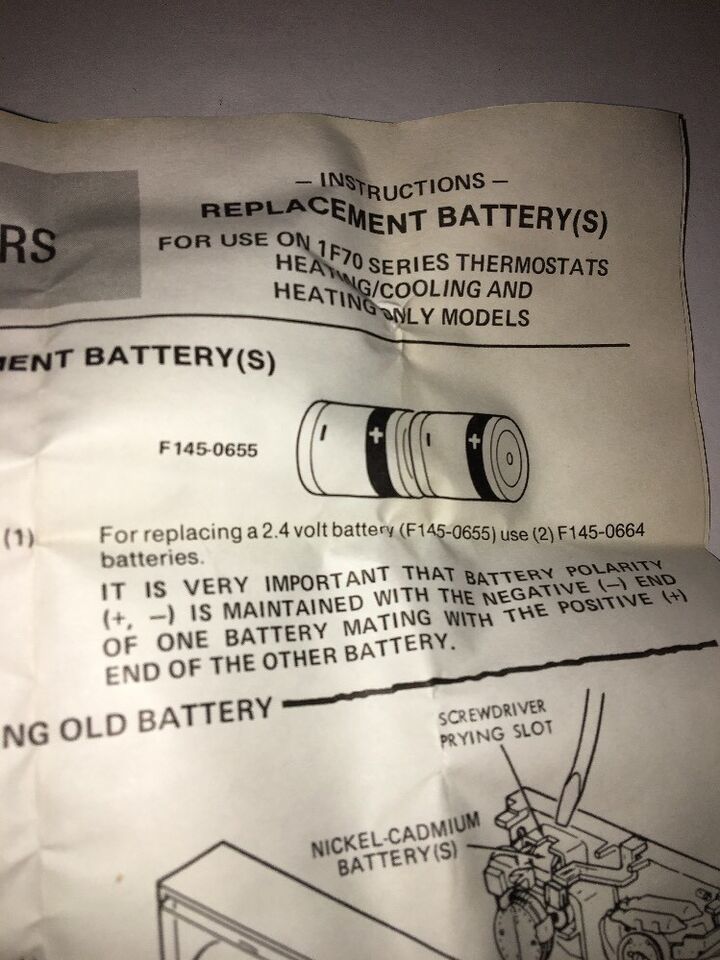 — INSTRUCTIONS —
REPLACEMENT BATTERY(S)
FOR USE ON 1F70 SERIES THERMOSTATS
HEATING/COOLING AND
HEATING ONLY MODELS
RS
MENT BATTERY(S)
F145-0655
(1) For replacing a 2.4 volt battery (F145-0655) use (2) F145-0664
batteries.
IT IS VERY IMPORTANT THAT BATTERY POLARITY
(+, —) IS MAINTAINED WITH THE NEGATIVE (—) END
OF ONE BATTERY MATING WITH THE POSITIVE (+)
END OF THE OTHER BATTERY.
NG OLD BATTERY
SCREWDRIVER
PRYING SLOT
NICKEL-CADMIUM
BATTERY(S)